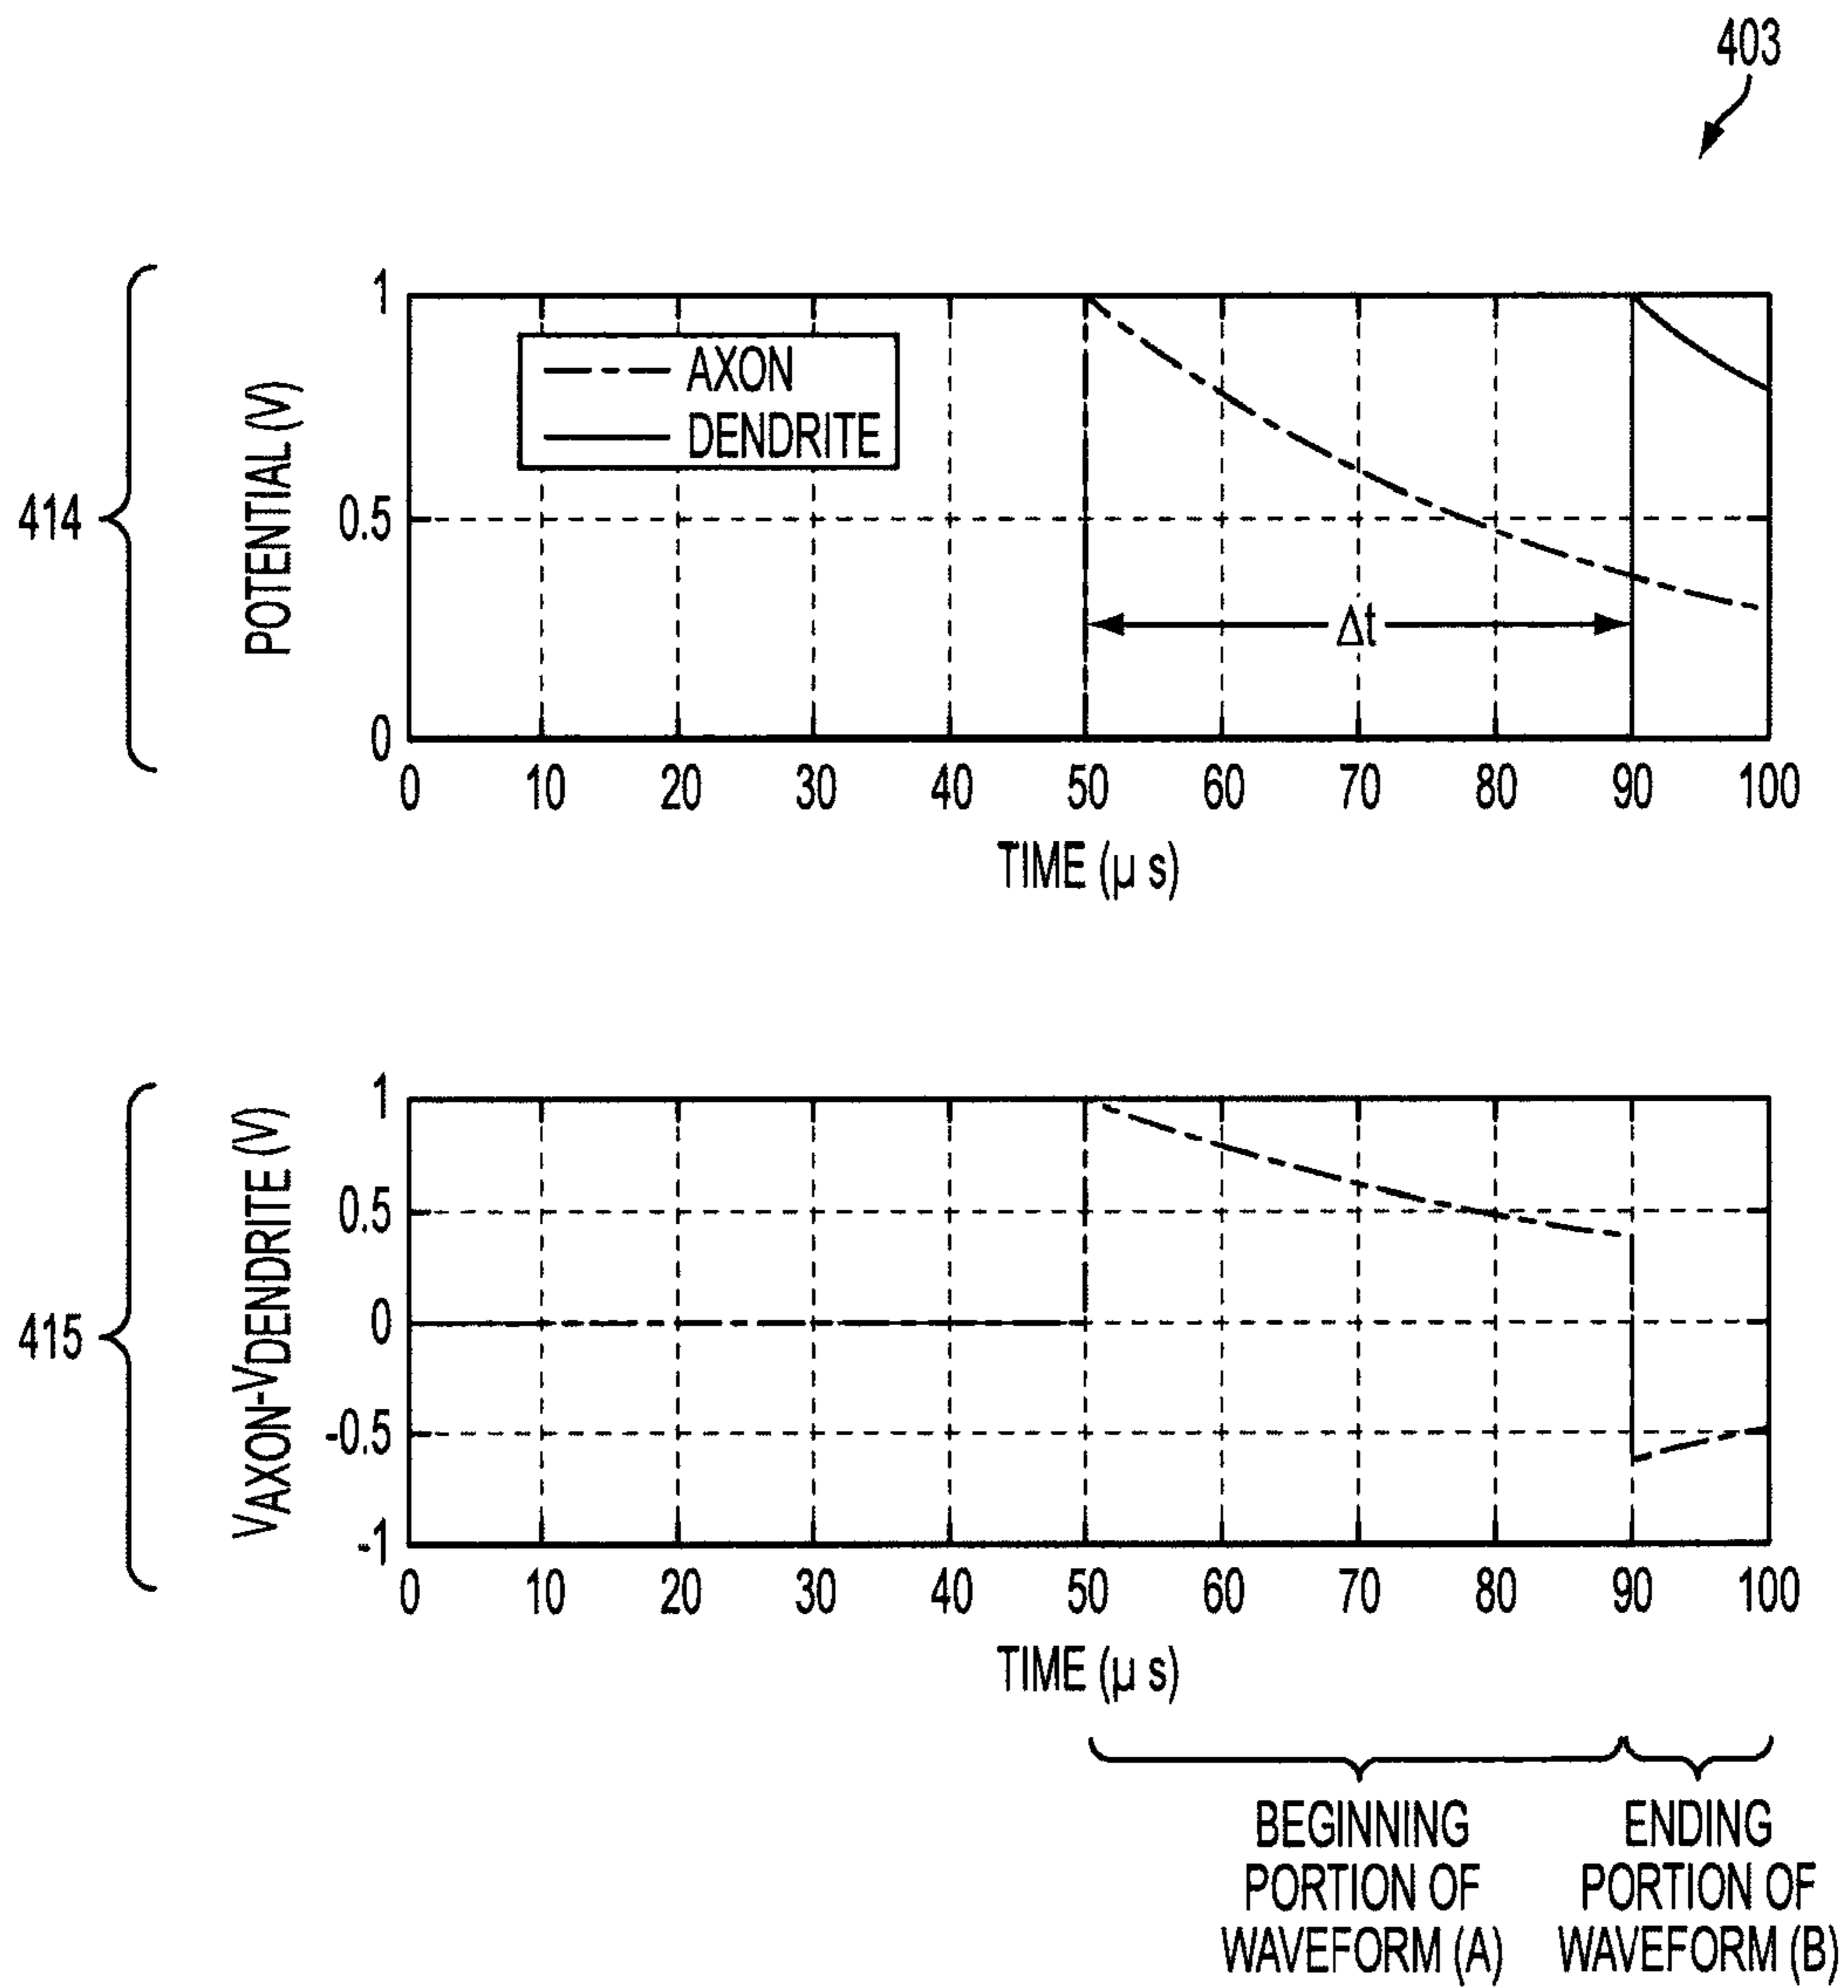 403
414
POTENTIAL (V)
1
0.5
0
AXON
DENDRITE
Δt
0 10 20 30 40 50 60 70 80 90 100
TIME (μ s)
415
VAXON-VDENDRITE (V)
1
0.5
0
-0.5
-1
0 10 20 30 40 50 60 70 80 90 100
TIME (μ s)
BEGINNING
PORTION OF
WAVEFORM (A)
ENDING
PORTION OF
WAVEFORM (B)